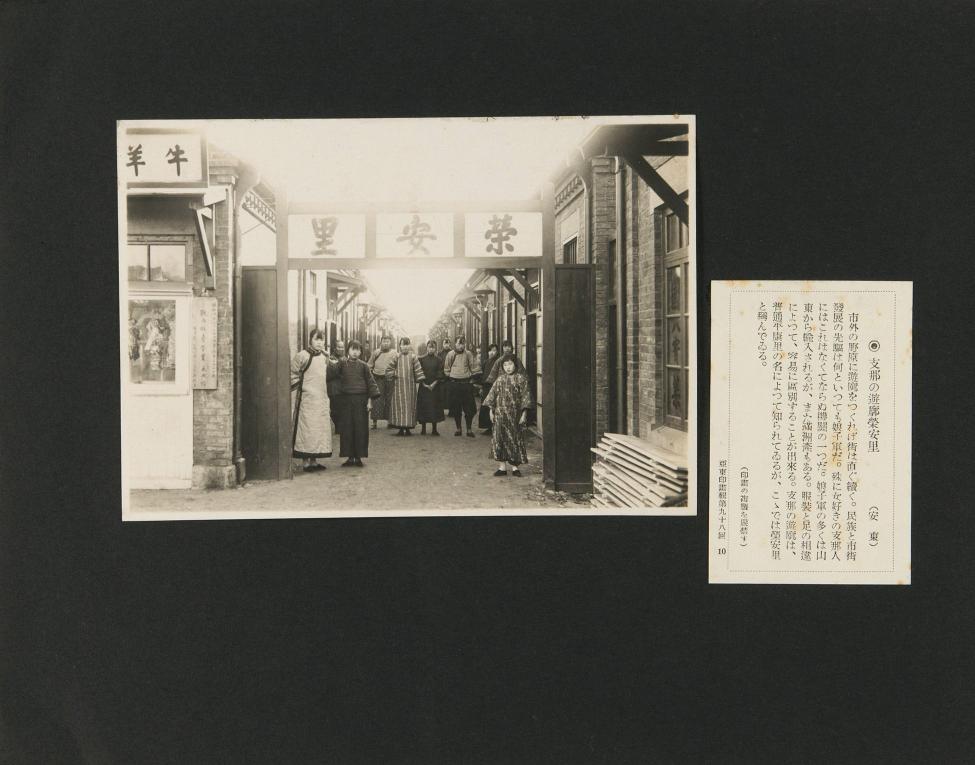 牛羊
榮安里
支那の遊廓榮安里　（安東）
市外の野原に遊廓をつくれば街は直ぐ續く。民族と市街
發展の先驅は何といつても娘子軍だ。殊に女好きの支那人
にはこれはなくてならぬ機關の一つだ。娘子軍の多くは山
東から輸入されるが、また滿洲產もある。服裝と足の相違
によつて、容易に區別することが出來る。支那の遊廓は、
普通平康里の名によつて知られてゐるが、こゝでは榮安里
と稱んでゐる。
（印畫の複製を嚴禁す）
亞東印畫輯第九十八回　10